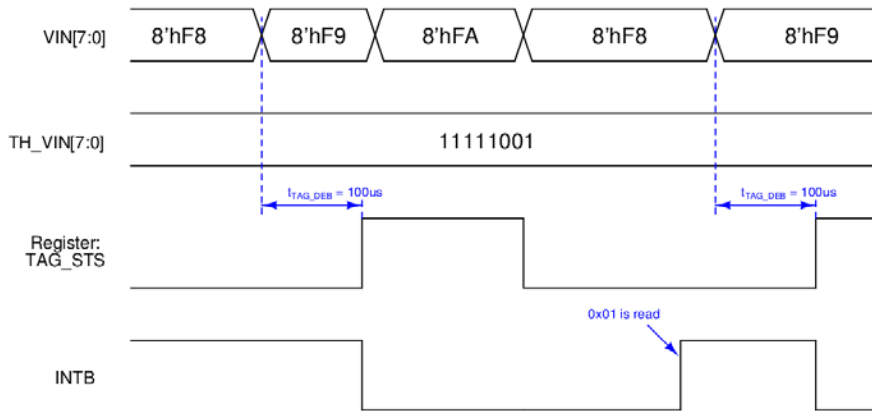 VIN[7:0]
8'hF8
8'hF9
8'hFA
8'hF8
8'hF9
TH_VIN[7:0]
11111001
tTAG_DEB = 100us
tTAG_DEB = 100us
Register:
TAG_STS
0x01 is read
INTB